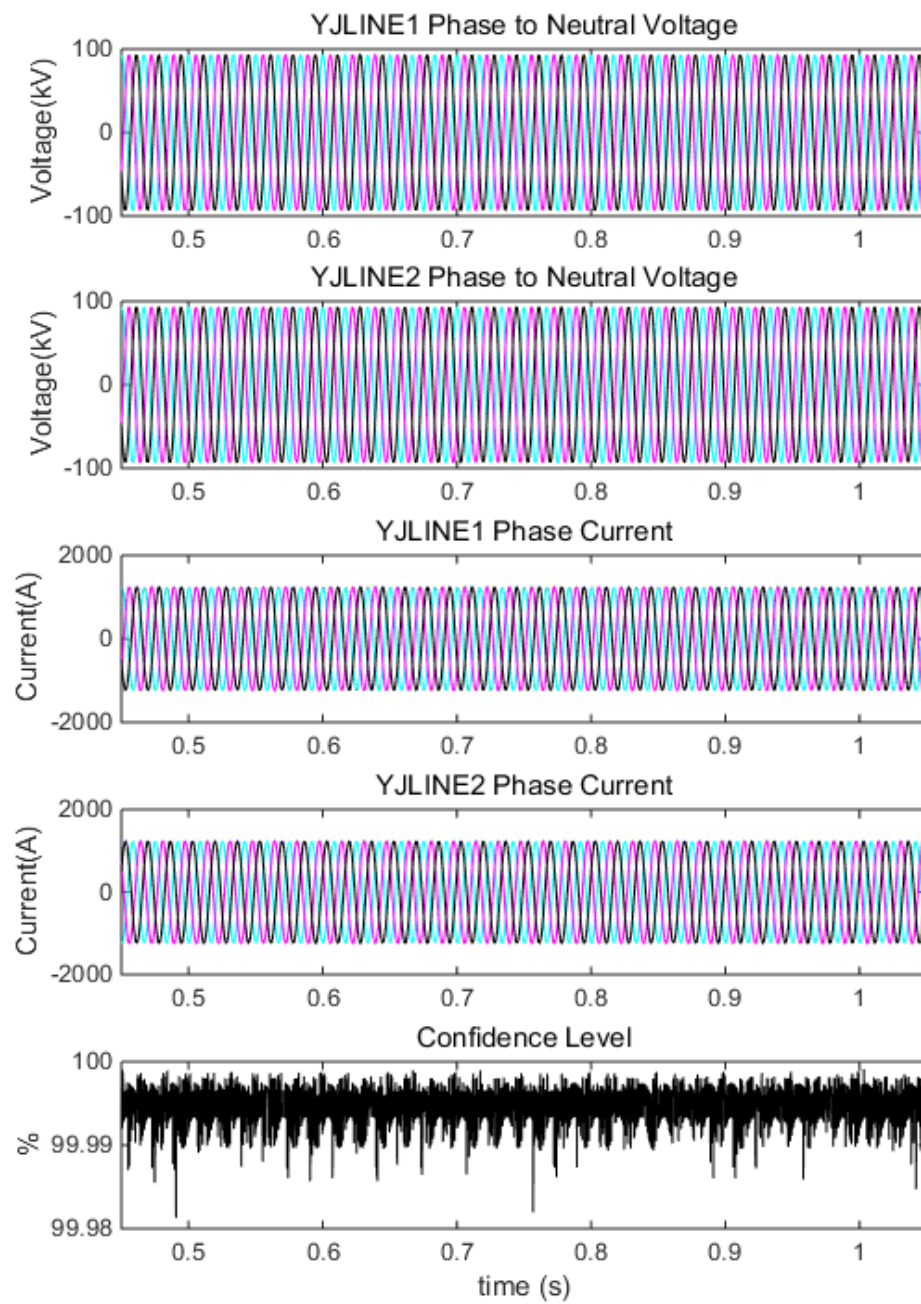 YJLINE1 Phase to Neutral Voltage
100
0
-100
Voltage(kV)
0.5 0.6 0.7 0.8 0.9 1
YJLINE2 Phase to Neutral Voltage
100
0
-100
Voltage(kV)
0.5 0.6 0.7 0.8 0.9 1
YJLINE1 Phase Current
2000
0
-2000
Current(A)
0.5 0.6 0.7 0.8 0.9 1
YJLINE2 Phase Current
2000
0
-2000
Current(A)
0.5 0.6 0.7 0.8 0.9 1
Confidence Level
100
99.99
99.98
%
0.5 0.6 0.7 0.8 0.9 1
time (s)